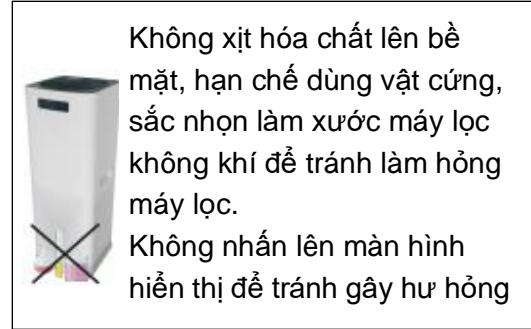 Không xịt hóa chất lên bề
mặt, hạn chế dùng vật cứng,
sắc nhọn làm xước máy lọc
không khí để tránh làm hỏng
máy lọc.
Không nhấn lên màn hình
hiển thị để tránh gây hư hỏng